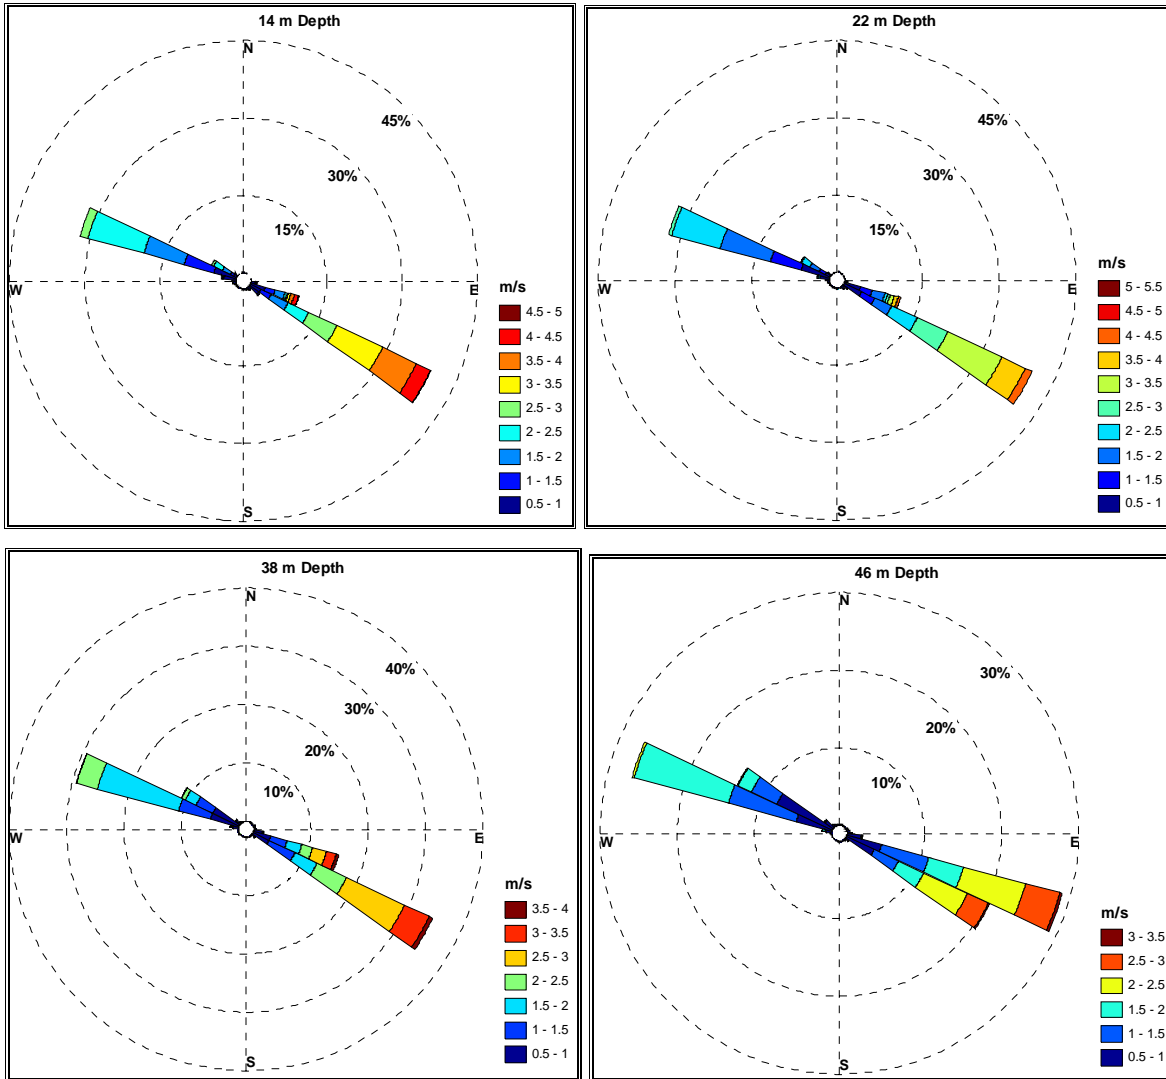 14 m Depth
N
45%
30%
15%
W
E
S
m/s
4.5 - 5
4 - 4.5
3.5 - 4
3 - 3.5
2.5 - 3
2 - 2.5
1.5 - 2
1 - 1.5
0.5 - 1
22 m Depth
N
45%
30%
15%
W
E
S
m/s
5 - 5.5
4.5 - 5
4 - 4.5
3.5 - 4
3 - 3.5
2.5 - 3
2 - 2.5
1.5 - 2
1 - 1.5
0.5 - 1
38 m Depth
N
40%
30%
20%
10%
W
E
S
m/s
3.5 - 4
3 - 3.5
2.5 - 3
2 - 2.5
1.5 - 2
1 - 1.5
0.5 - 1
46 m Depth
N
30%
20%
10%
W
E
S
m/s
3 - 3.5
2.5 - 3
2 - 2.5
1.5 - 2
1 - 1.5
0.5 - 1